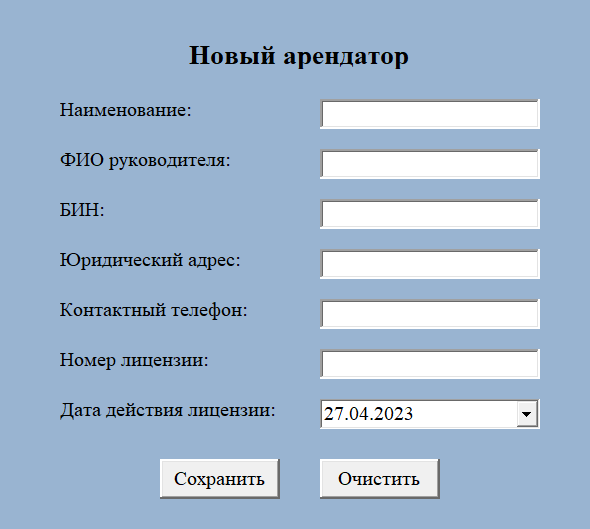 Новый арендатор
Наименование:
ФИО руководителя:
БИН:
Юридический адрес:
Контактный телефон:
Номер лицензии:
Дата действия лицензии: 27.04.2023
Сохранить Очистить